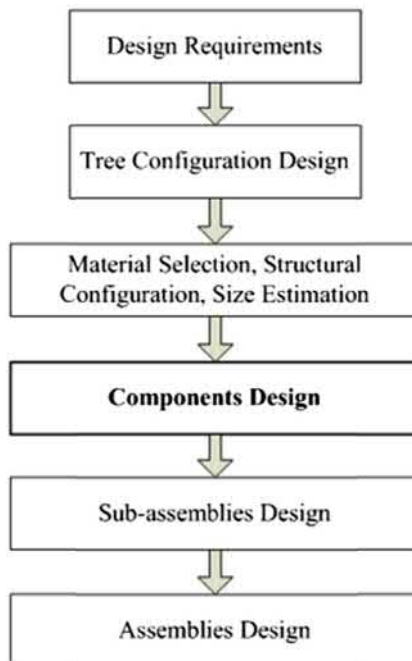 Design Requirements
Tree Configuration Design
Material Selection, Structural
Configuration, Size Estimation
Components Design
Sub-assemblies Design
Assemblies Design